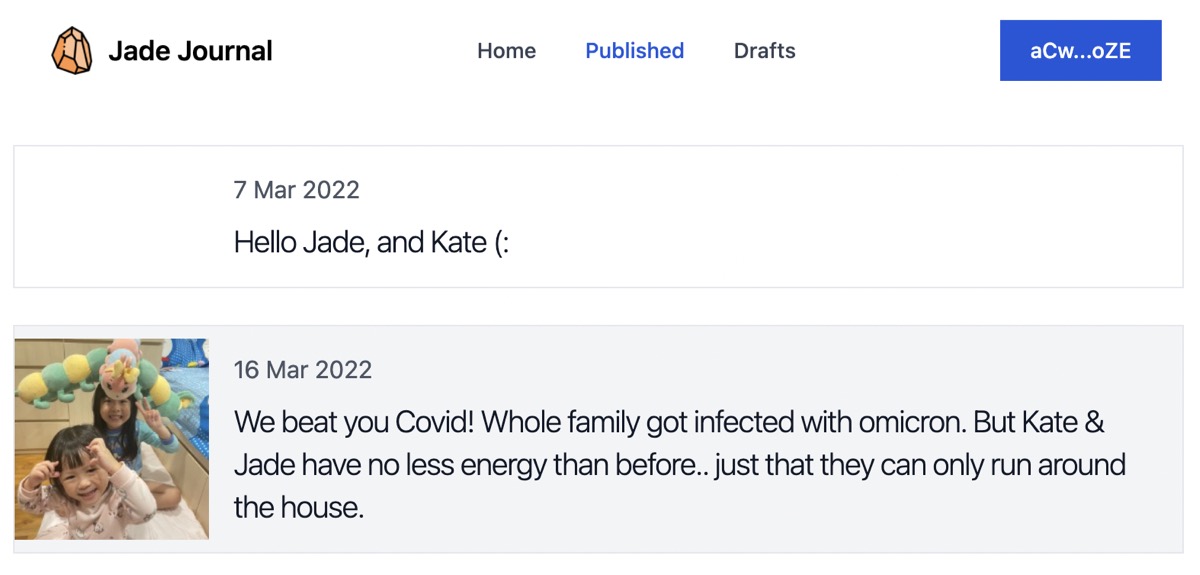 Jade Journal
Home Published Drafts
aCw...oZE
7 Mar 2022
Hello Jade, and Kate (:
16 Mar 2022
We beat you Covid! Whole family got infected with omicron. But Kate &
Jade have no less energy than before.. just that they can only run around
the house.